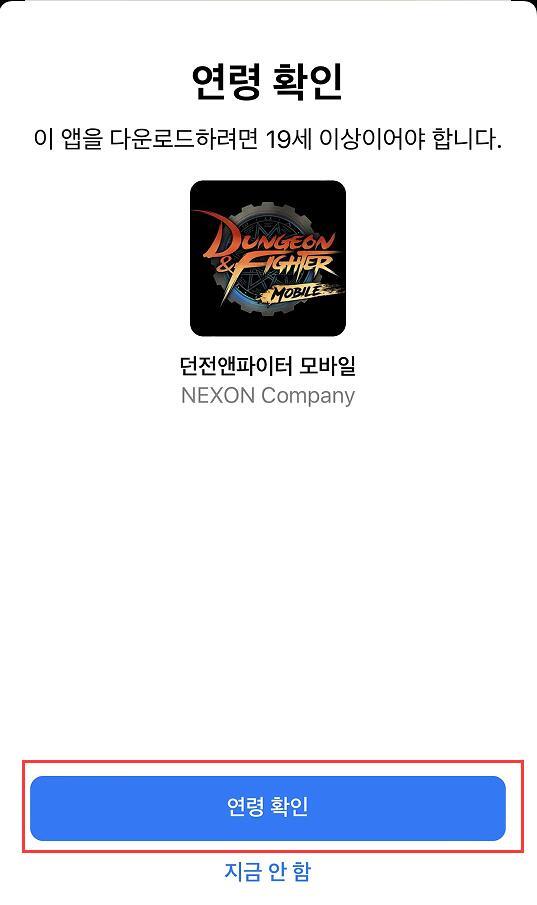 연령 확인
이 앱을 다운로드하려면 19세 이상이어야 합니다.
DUNGEON
& FIGHTER
MOBILE
던전앤파이터 모바일
NEXON Company
연령 확인
지금 안 함